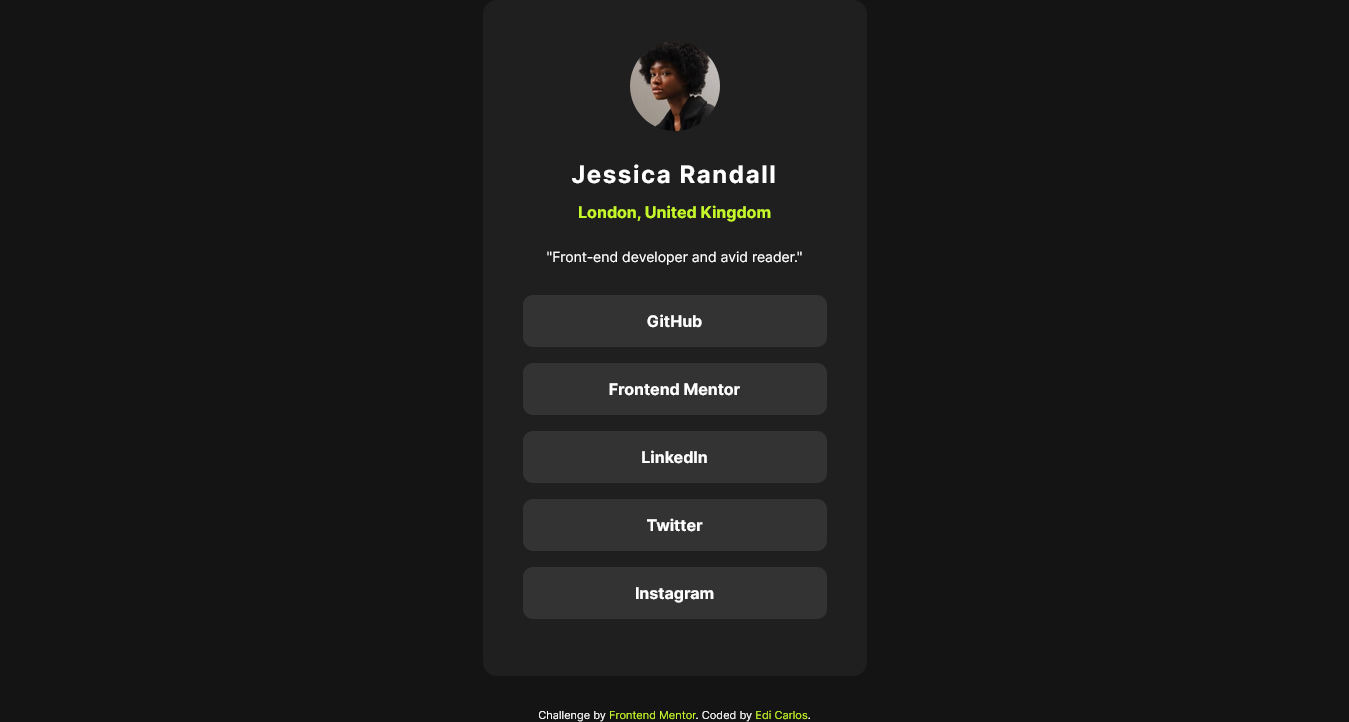 Jessica Randall
London, United Kingdom
"Front-end developer and avid reader."
GitHub
Frontend Mentor
LinkedIn
Twitter
Instagram
Challenge by Frontend Mentor. Coded by Edi Carlos.